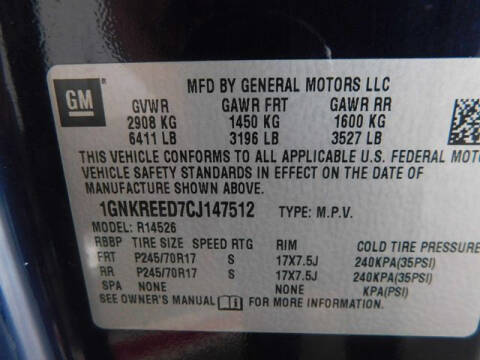 GM
MFD BY GENERAL MOTORS LLC
GVWR GAWR FRT GAWR RR
2908 KG 1450 KG 1600 KG
6411 LB 3196 LB 3527 LB
THIS VEHICLE CONFORMS TO ALL APPLICABLE U.S. FEDERAL
VEHICLE SAFETY STANDARDS IN EFFECT ON THE DATE
OF MANUFACTURE SHOWN ABOVE.
1GNKREED7CJ147512 TYPE: M.P.V.
MODEL: R14526
RBBP TIRE SIZE SPEED RTG RIM COLD TIRE
FRT P245/70R17 S 17X7.5J 240KPA(35PSI)
RR P245/70R17 S 17X7.5J 240KPA(35PSI)
SPA NONE NONE KPA(PSI)
SEE OWNER'S MANUAL FOR MORE INFORMATION.